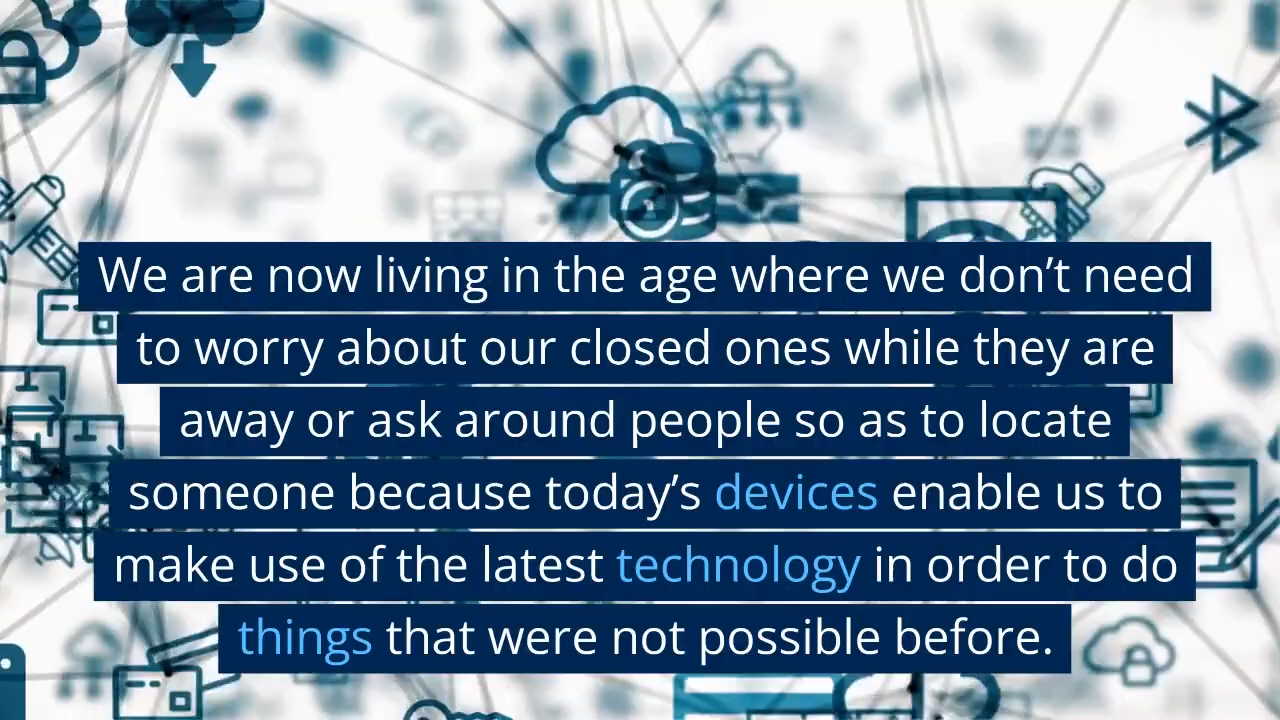 We are now living in the age where we don’t need
to worry about our closed ones while they are
away or ask around people so as to locate
someone because today’s devices enable us to
make use of the latest technology in order to do
things that were not possible before.